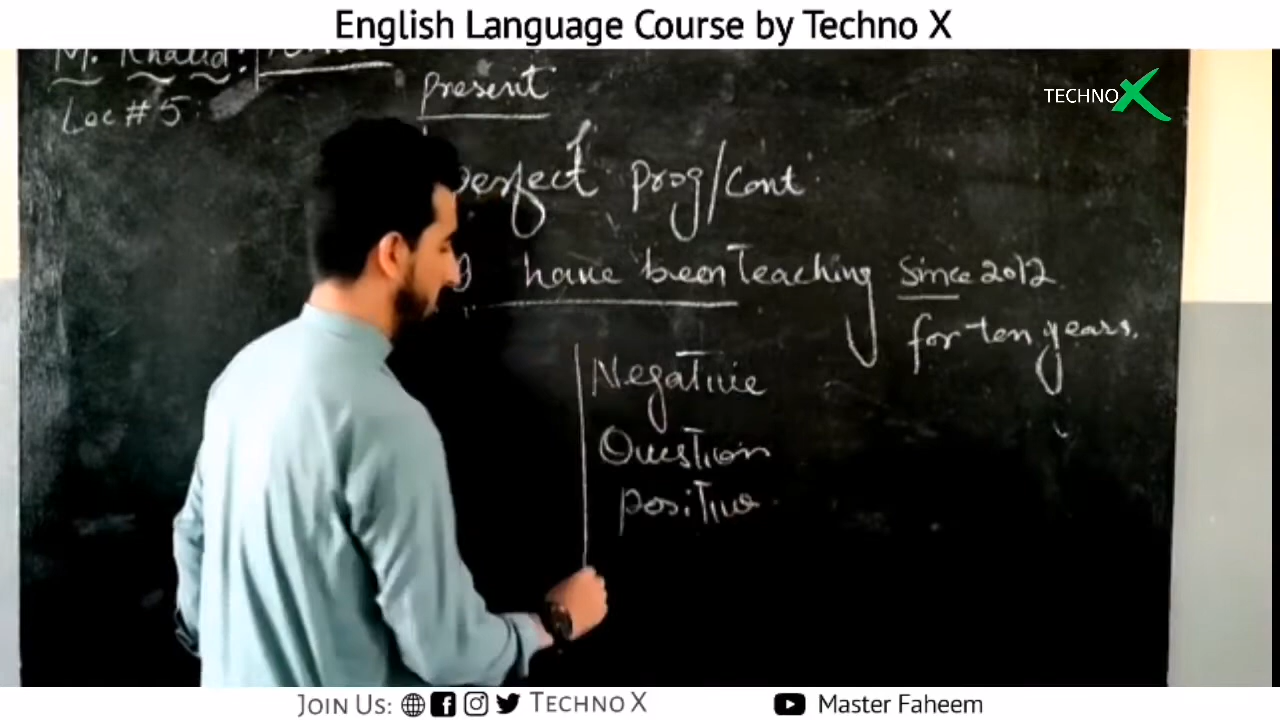 English Language Course by Techno X
M. Khalid:
Lec # 5:
present
perfect prog/cont.
TECHNO X
I have been teaching since 2012
for ten years.
Negative
Question
positive
JOIN US: TECHNO X
Master Faheem